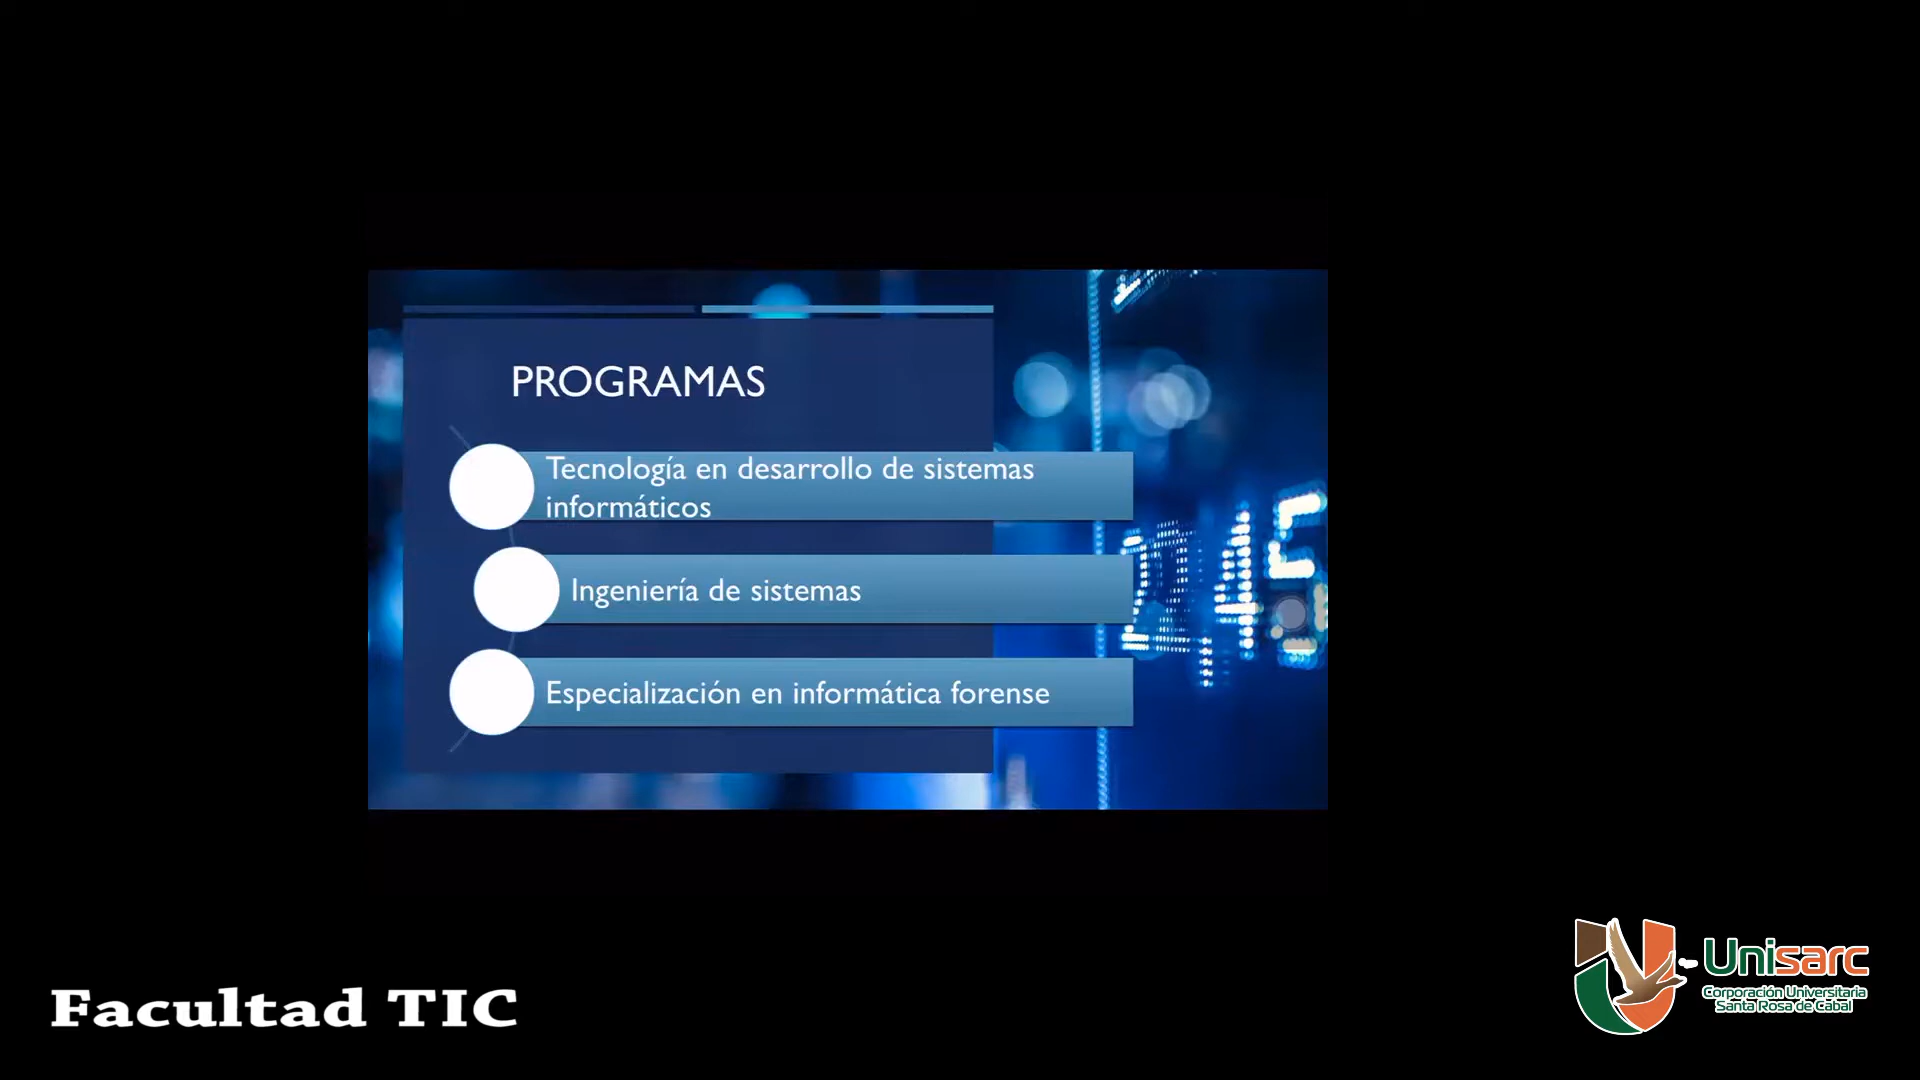 PROGRAMAS
Tecnología en desarrollo de sistemas
informáticos
Ingeniería de sistemas
Especialización en informática forense
Facultad TIC
Unisarc
Corporación Universitaria
Santa Rosa de Cabal